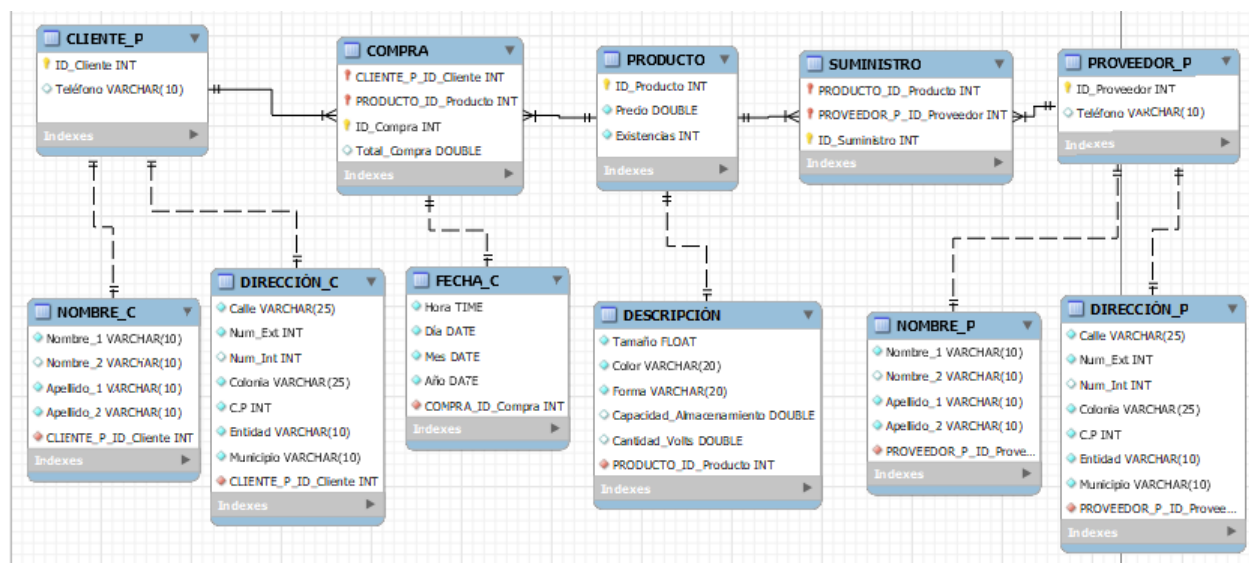 CLIENTE_P
ID_Cliente INT
Teléfono VARCHAR(10)
Indexes
COMPRA
CLIENTE_P_ID_Cliente INT
PRODUCTO_ID_Producto INT
ID_Compra INT
Total_Compra DOUBLE
Indexes
PRODUCTO
ID_Producto INT
Precio DOUBLE
Existencias INT
Indexes
SUMINISTRO
PRODUCTO_ID_Producto INT
PROVEEDOR_P_ID_Proveedor INT
ID_Suministro INT
Indexes
PROVEEDOR_P
ID_Proveedor INT
Teléfono VARCHAR(10)
Indexes
NOMBRE_C
Nombre_1 VARCHAR(10)
Nombre_2 VARCHAR(10)
Apellido_1 VARCHAR(10)
Apellido_2 VARCHAR(10)
CLIENTE_P_ID_Cliente INT
Indexes
DIRECCIÓN_C
Calle VARCHAR(25)
Num_Ext INT
Num_Int INT
Colonia VARCHAR(25)
C.P INT
Entidad VARCHAR(10)
Municipio VARCHAR(10)
CLIENTE_P_ID_Cliente INT
Indexes
FECHA_C
Hora TIME
Día DATE
Mes DATE
Año DATE
COMPRA_ID_Compra INT
Indexes
DESCRIPCIÓN
Tamaño FLOAT
Color VARCHAR(20)
Forma VARCHAR(20)
Capacidad_Almacenamiento DOUBLE
Cantidad_Volts DOUBLE
PRODUCTO_ID_Producto INT
Indexes
NOMBRE_P
Nombre_1 VARCHAR(10)
Nombre_2 VARCHAR(10)
Apellido_1 VARCHAR(10)
Apellido_2 VARCHAR(10)
PROVEEDOR_P_ID_Prove...
Indexes
DIRECCIÓN_P
Calle VARCHAR(25)
Num_Ext INT
Num_Int INT
Colonia VARCHAR(25)
C.P INT
Entidad VARCHAR(10)
Municipio VARCHAR(10)
PROVEEDOR_P_ID_Provee...
Indexes